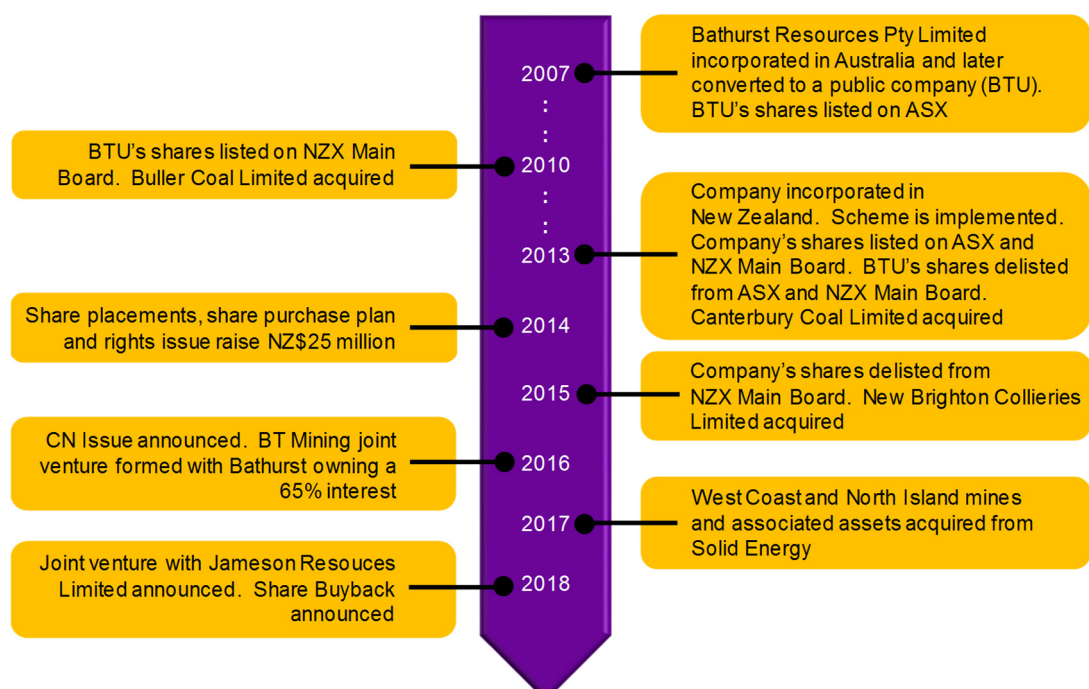 2007
Bathurst Resources Pty Limited
incorporated in Australia and later
converted to a public company (BTU).
BTU's shares listed on ASX
:
:
BTU's shares listed on NZX Main
Board.  Buller Coal Limited acquired
2010
:
:
Company incorporated in
New Zealand.  Scheme is implemented.
Company's shares listed on ASX and
NZX Main Board.  BTU's shares delisted
from ASX and NZX Main Board.
Canterbury Coal Limited acquired
2013
Share placements, share purchase plan
and rights issue raise NZ$25 million
2014
2015
Company's shares delisted from
NZX Main Board.  New Brighton Collieries
Limited acquired
CN Issue announced.  BT Mining joint
venture formed with Bathurst owning a
65% interest
2016
2017
West Coast and North Island mines
and associated assets acquired from
Solid Energy
Joint venture with Jameson Resouces
Limited announced.  Share Buyback
announced
2018